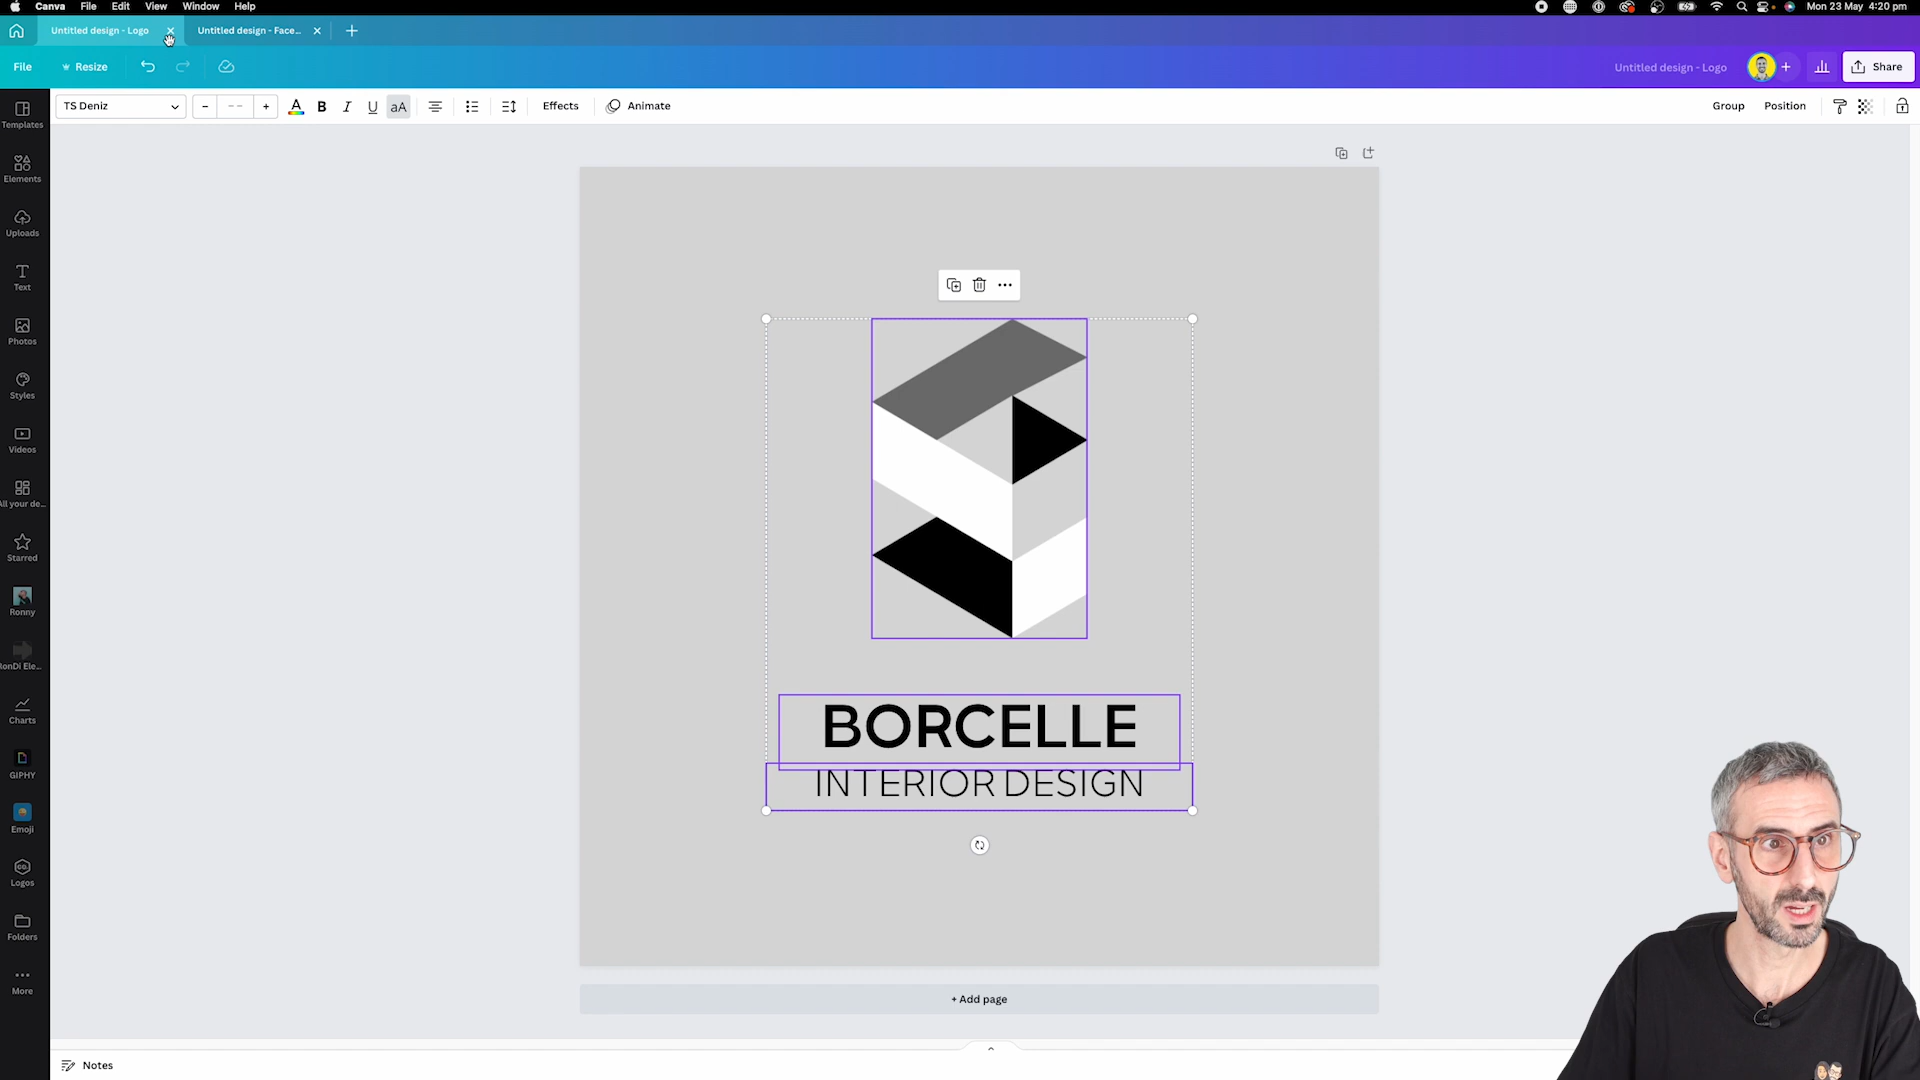 Canva File Edit View Window Help
Mon 23 May 4:20 pm
Untitled design - Logo
Untitled design - Face...
File
Resize
Untitled design - Logo
Share
TS Deniz
- -- +
A B I U aA
Effects
Animate
Group
Position
Templates
Elements
Uploads
Text
Photos
Styles
Videos
All your de...
Starred
Ronny
Charts
GIPHY
Emoji
Logos
Folders
More
BORCELLE
INTERIOR DESIGN
+ Add page
Notes